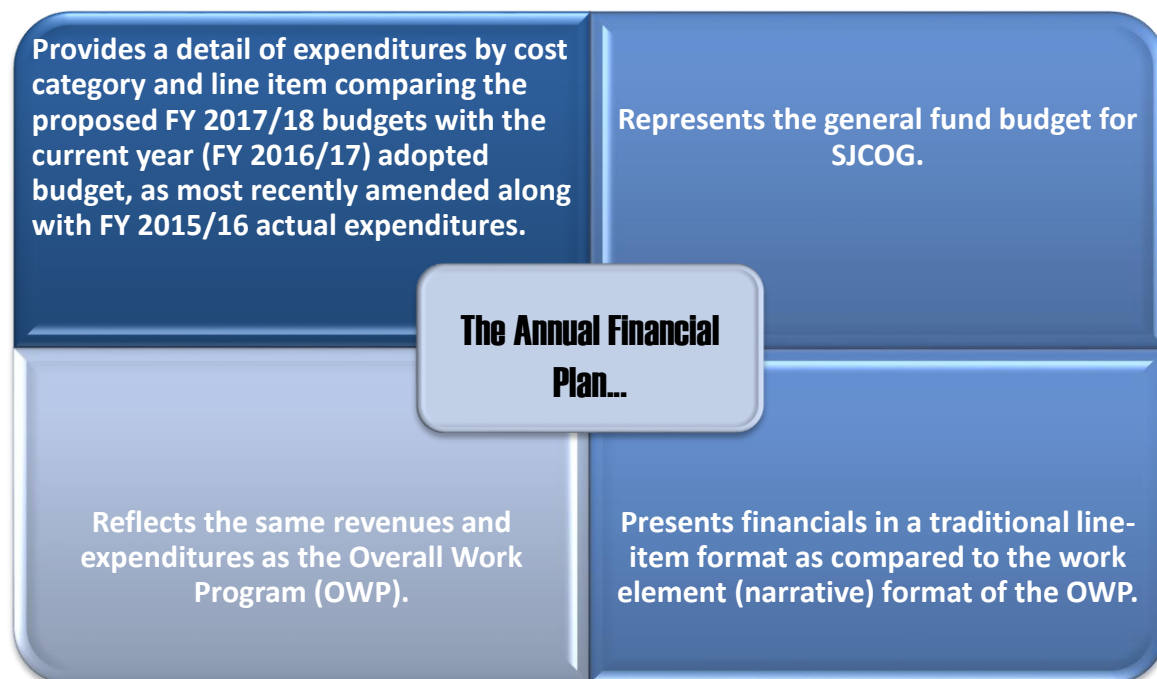 Provides a detail of expenditures by cost
category and line item comparing the
proposed FY 2017/18 budgets with the
current year (FY 2016/17) adopted
budget, as most recently amended along
with FY 2015/16 actual expenditures.
Represents the general fund budget for
SJCOG.
The Annual Financial
Plan...
Reflects the same revenues and
expenditures as the Overall Work
Program (OWP).
Presents financials in a traditional line-
item format as compared to the work
element (narrative) format of the OWP.